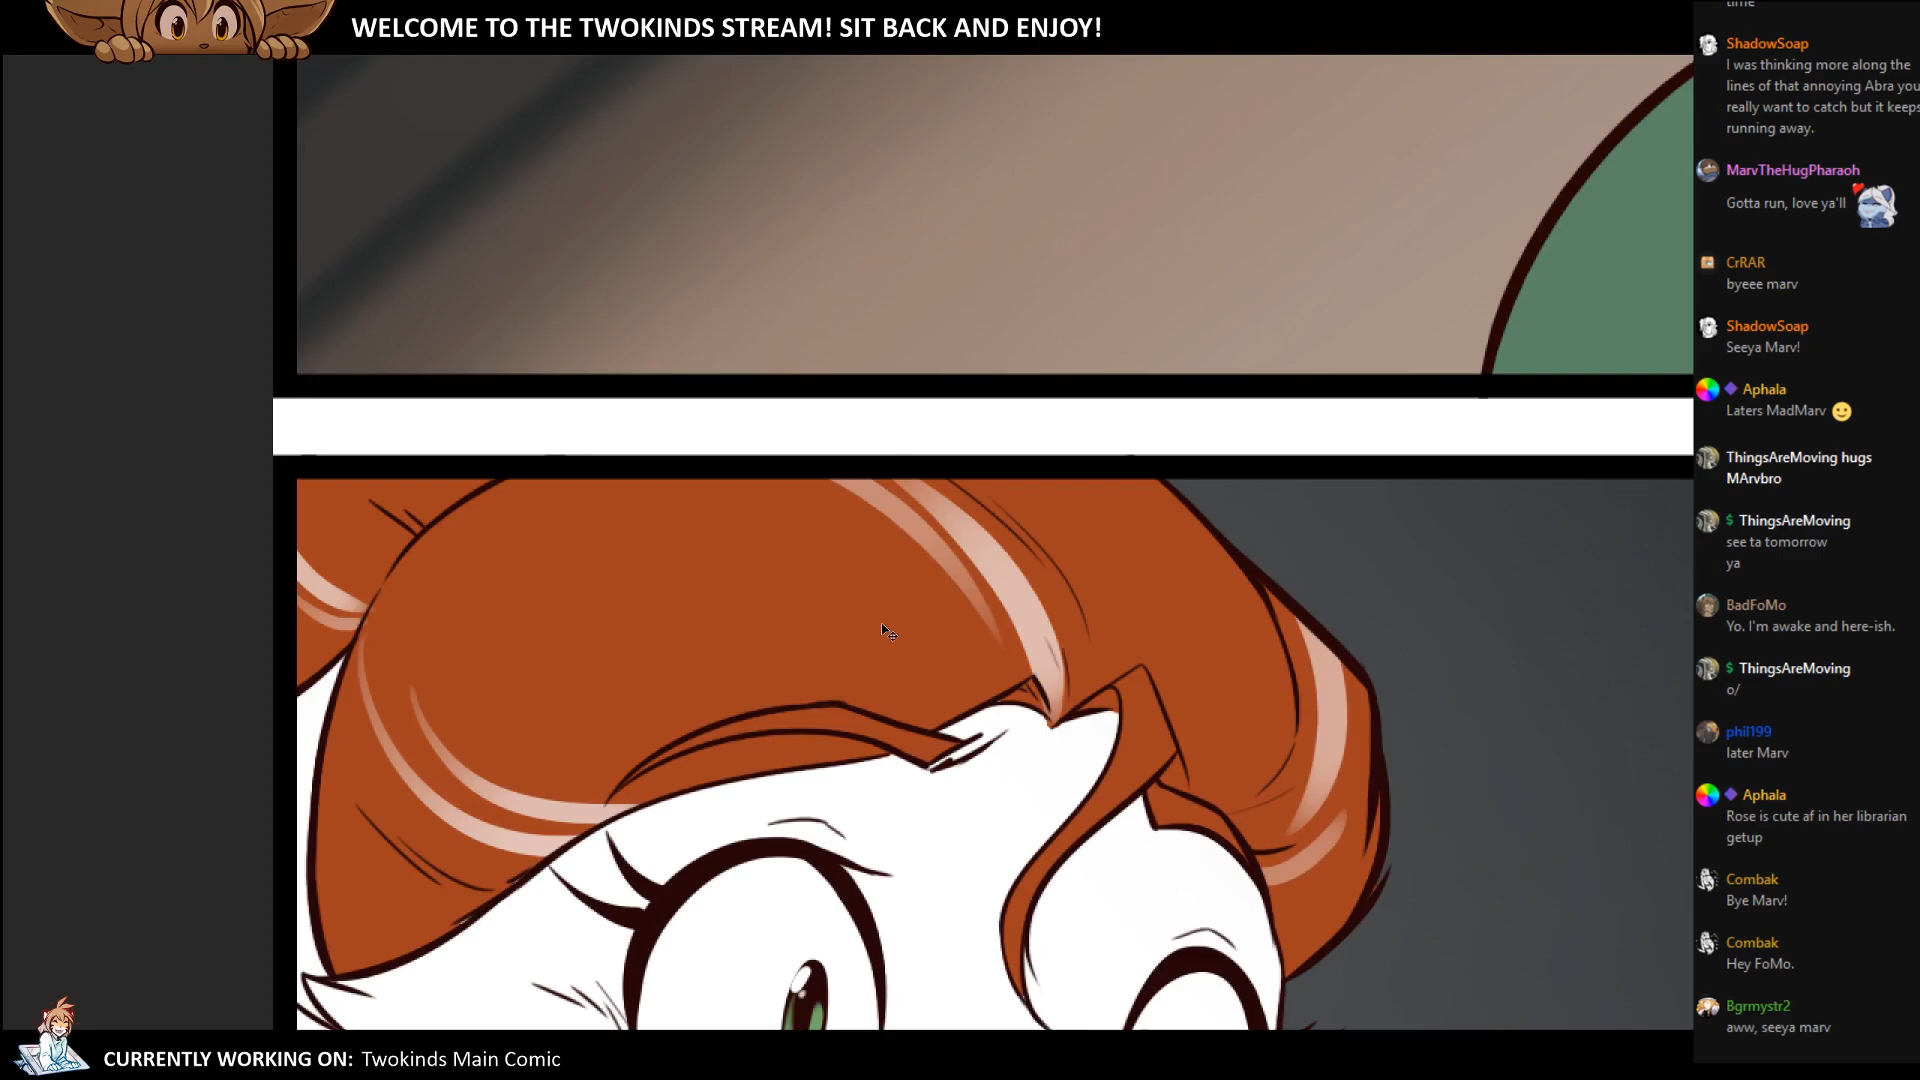 WELCOME TO THE TWOKINDS STREAM! SIT BACK AND ENJOY!
time
ShadowSoap
I was thinking more along the
lines of that annoying Abra you
really want to catch but it keeps
running away.
MarvTheHugPharaoh
Gotta run, love ya'll
CrRAR
byeee marv
ShadowSoap
Seeya Marv!
Aphala
Laters MadMarv
ThingsAreMoving hugs
MArvbro
$ ThingsAreMoving
see ta tomorrow
ya
BadFoMo
Yo. I'm awake and here-ish.
$ ThingsAreMoving
o/
phil199
later Marv
Aphala
Rose is cute af in her librarian
getup
Combak
Bye Marv!
Combak
Hey FoMo.
Bgrmystr2
aww, seeya marv
CURRENTLY WORKING ON: Twokinds Main Comic